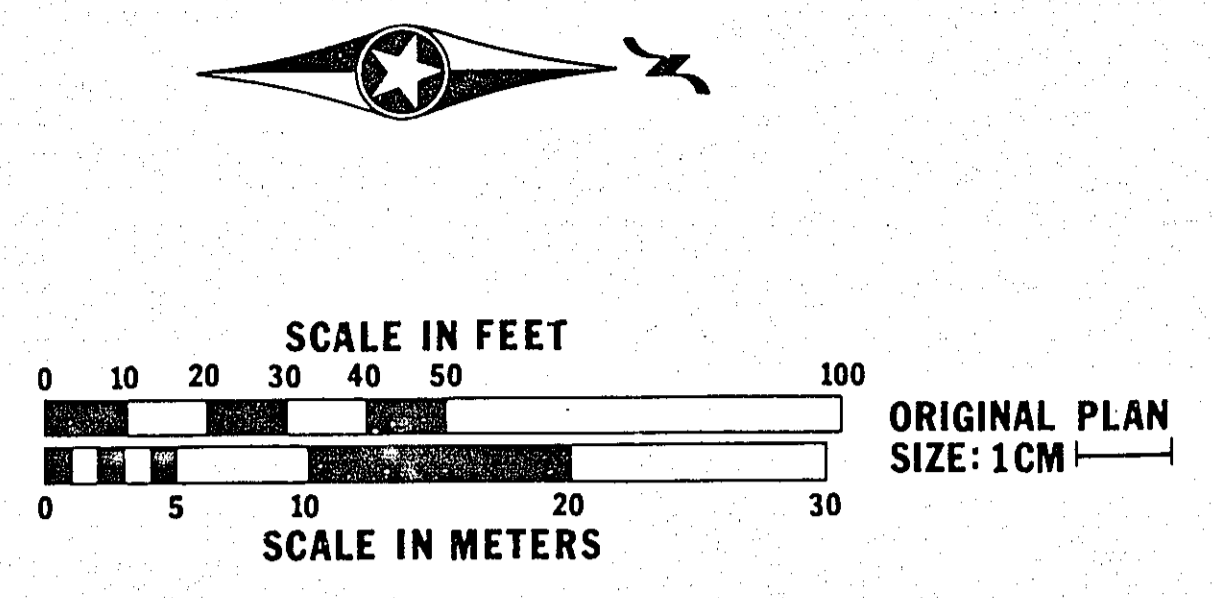 N
SCALE IN FEET
0 10 20 30 40 50 100
ORIGINAL PLAN
SIZE: 1CM
0 5 10 20 30
SCALE IN METERS